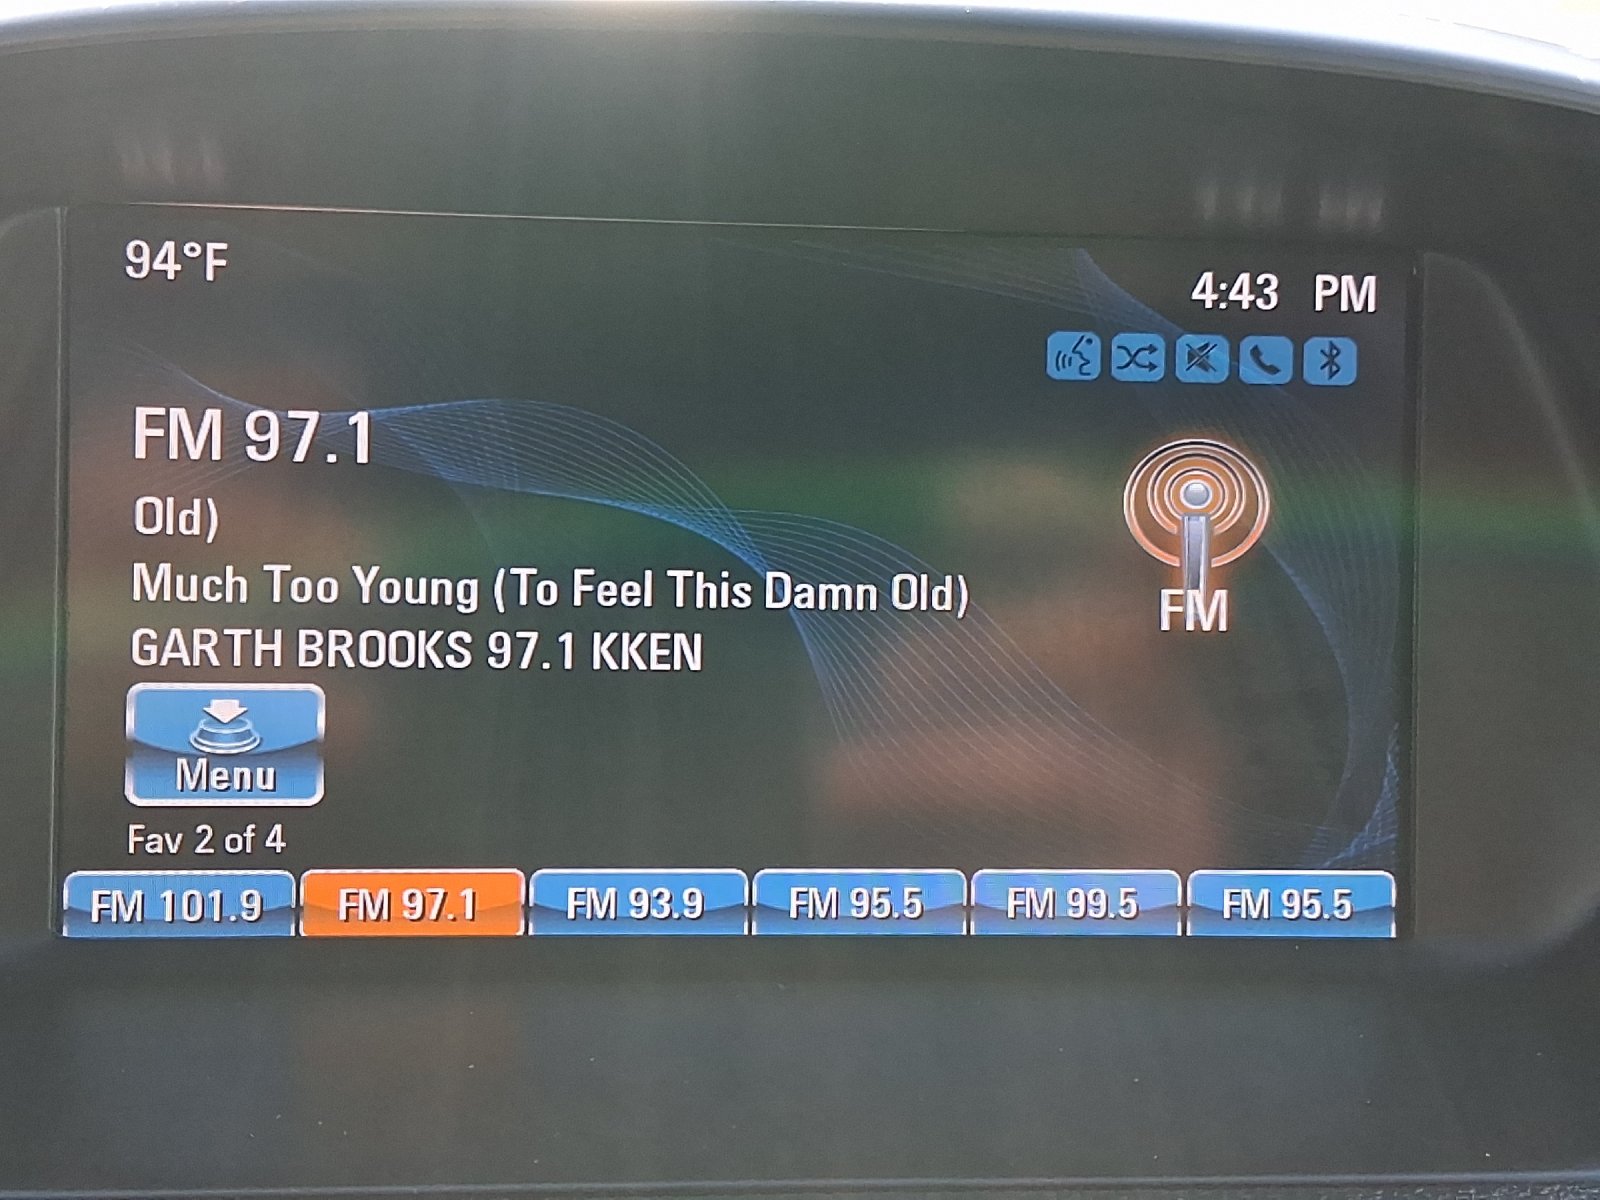 94°F
4:43 PM
FM 97.1
Old)
Much Too Young (To Feel This Damn Old)
GARTH BROOKS 97.1 KKEN
FM
Menu
Fav 2 of 4
FM 101.9 FM 97.1 FM 93.9 FM 95.5 FM 99.5 FM 95.5